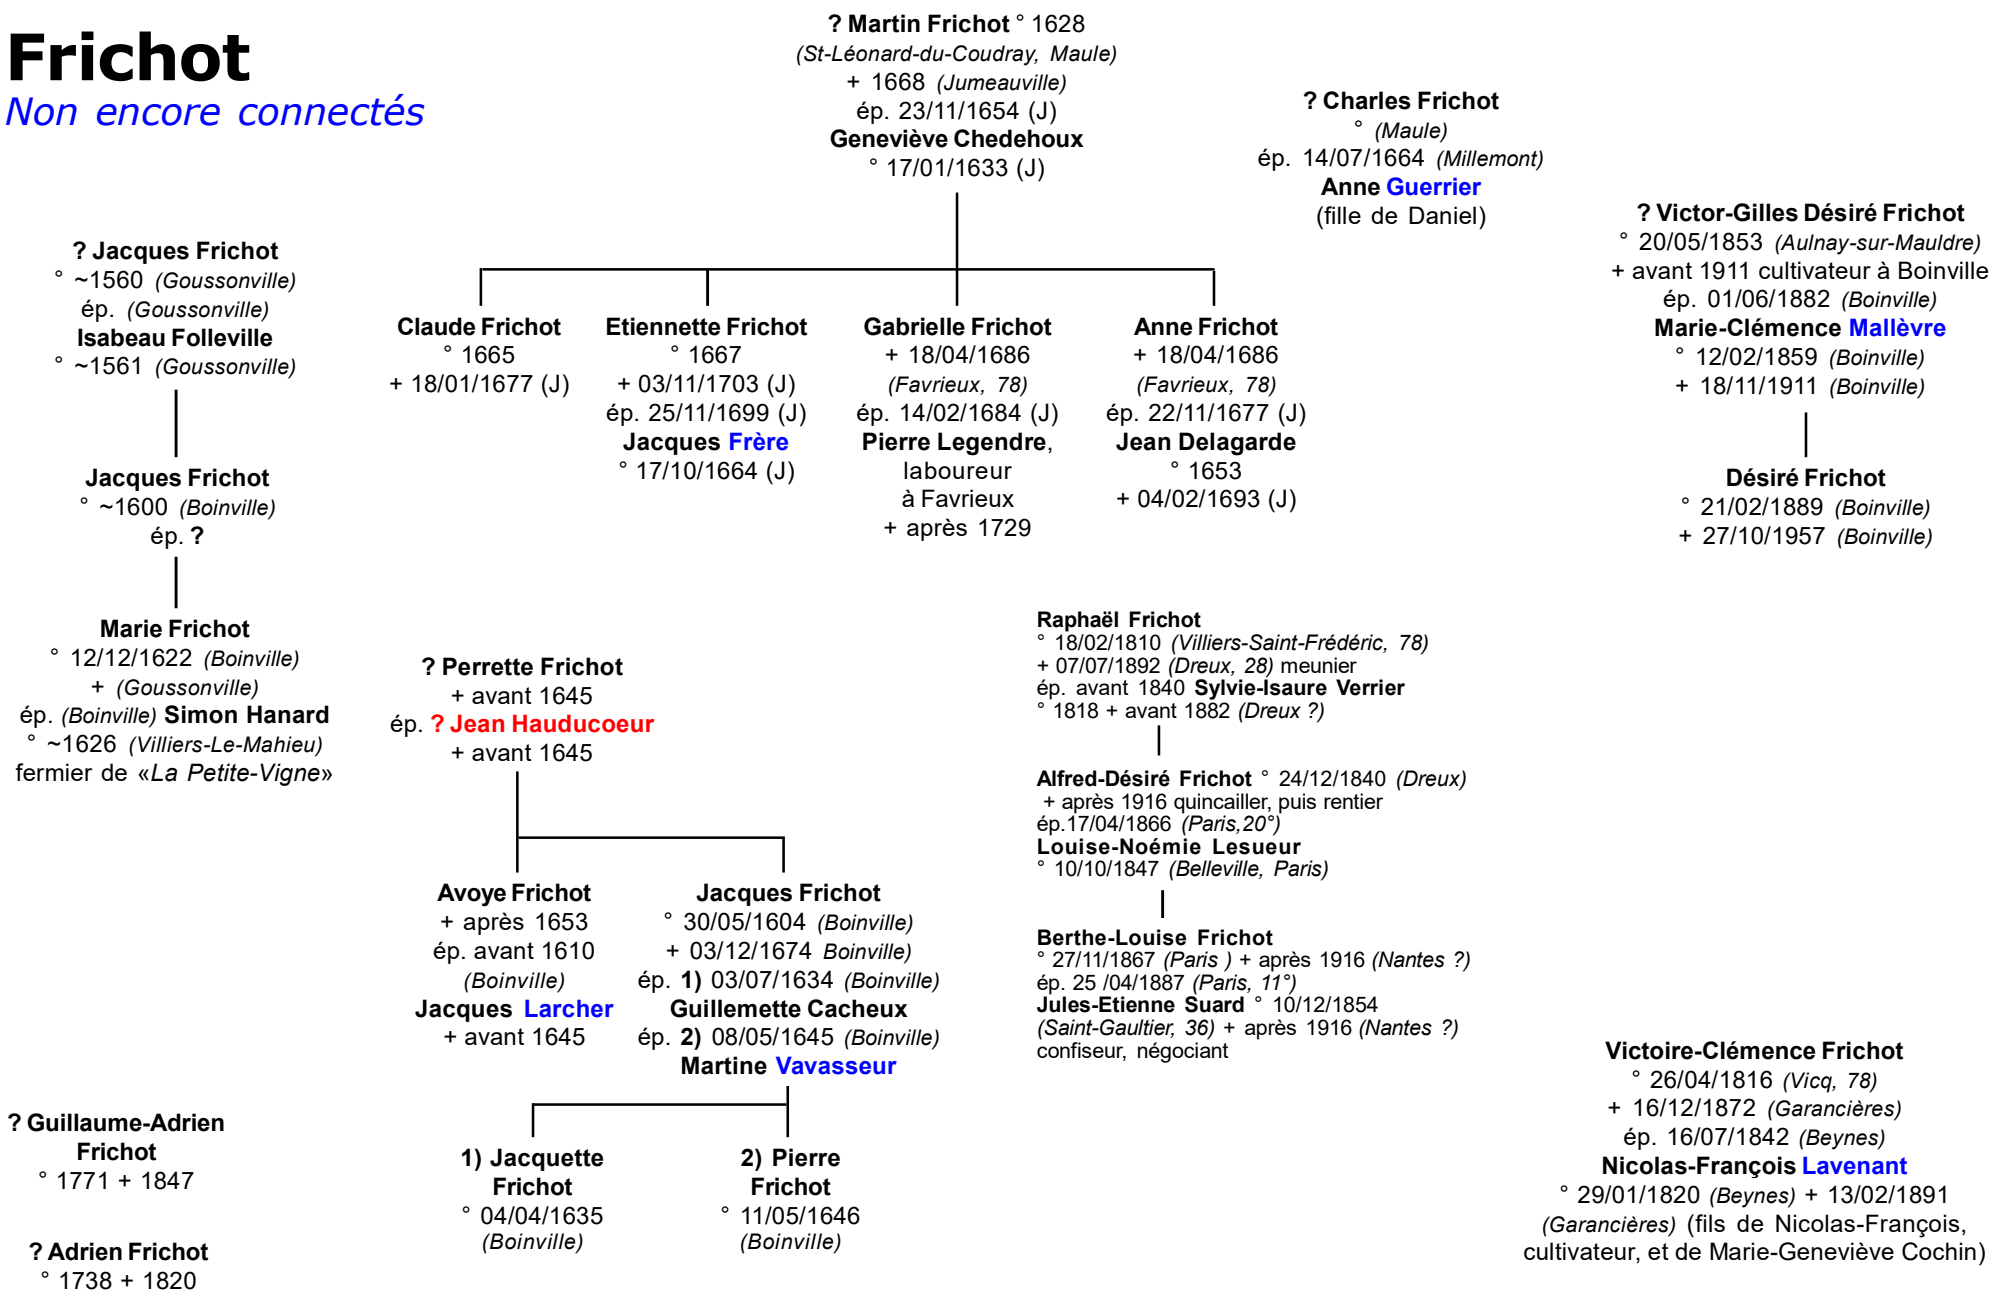 Frichot
Non encore connectés
? Martin Frichot ° 1628
(St-Léonard-du-Coudray, Maule)
+ 1668 (Jumeauville)
ép. 23/11/1654 (J)
Geneviève Chedehoux
° 17/01/1633 (J)
? Charles Frichot
° (Maule)
ép. 14/07/1664 (Millemont)
Anne Guerrier
(fille de Daniel)
? Victor-Gilles Désiré Frichot
° 20/05/1853 (Aulnay-sur-Mauldre)
+ avant 1911 cultivateur à Boinville
ép. 01/06/1882 (Boinville)
Marie-Clémence Mallèvre
° 12/02/1859 (Boinville)
+ 18/11/1911 (Boinville)
Désiré Frichot
° 21/02/1889 (Boinville)
+ 27/10/1957 (Boinville)
? Jacques Frichot
° ~1560 (Goussonville)
ép. (Goussonville)
Isabeau Folleville
° ~1561 (Goussonville)
Jacques Frichot
° ~1600 (Boinville)
ép. ?
Marie Frichot
° 12/12/1622 (Boinville)
+ (Goussonville)
ép. (Boinville) Simon Hanard
° ~1626 (Villiers-Le-Mahieu)
fermier de «La Petite-Vigne»
Claude Frichot
° 1665
+ 18/01/1677 (J)
Etiennette Frichot
° 1667
+ 03/11/1703 (J)
ép. 25/11/1699 (J)
Jacques Frère
° 17/10/1664 (J)
Gabrielle Frichot
+ 18/04/1686
(Favrieux, 78)
ép. 14/02/1684 (J)
Pierre Legendre,
laboureur
à Favrieux
+ après 1729
Anne Frichot
+ 18/04/1686
(Favrieux, 78)
ép. 22/11/1677 (J)
Jean Delagarde
° 1653
+ 04/02/1693 (J)
? Perrette Frichot
+ avant 1645
ép. ? Jean Hauducoeur
+ avant 1645
Avoye Frichot
+ après 1653
ép. avant 1610
(Boinville)
Jacques Larcher
+ avant 1645
Jacques Frichot
° 30/05/1604 (Boinville)
+ 03/12/1674 Boinville)
ép. 1) 03/07/1634 (Boinville)
Guillemette Cacheux
ép. 2) 08/05/1645 (Boinville)
Martine Vavasseur
1) Jacquette
Frichot
° 04/04/1635
(Boinville)
2) Pierre
Frichot
° 11/05/1646
(Boinville)
Raphaël Frichot
° 18/02/1810 (Villiers-Saint-Frédéric, 78)
+ 07/07/1892 (Dreux, 28) meunier
ép. avant 1840 Sylvie-Isaure Verrier
° 1818 + avant 1882 (Dreux ?)
Alfred-Désiré Frichot ° 24/12/1840 (Dreux)
+ après 1916 quincailler, puis rentier
ép.17/04/1866 (Paris,20°)
Louise-Noémie Lesueur
° 10/10/1847 (Belleville, Paris)
Berthe-Louise Frichot
° 27/11/1867 (Paris ) + après 1916 (Nantes ?)
ép. 25 /04/1887 (Paris, 11°)
Jules-Etienne Suard ° 10/12/1854
(Saint-Gaultier, 36) + après 1916 (Nantes ?)
confiseur, négociant
Victoire-Clémence Frichot
° 26/04/1816 (Vicq, 78)
+ 16/12/1872 (Garancières)
ép. 16/07/1842 (Beynes)
Nicolas-François Lavenant
° 29/01/1820 (Beynes) + 13/02/1891
(Garancières) (fils de Nicolas-François,
cultivateur, et de Marie-Geneviève Cochin)
? Guillaume-Adrien
Frichot
° 1771 + 1847
? Adrien Frichot
° 1738 + 1820